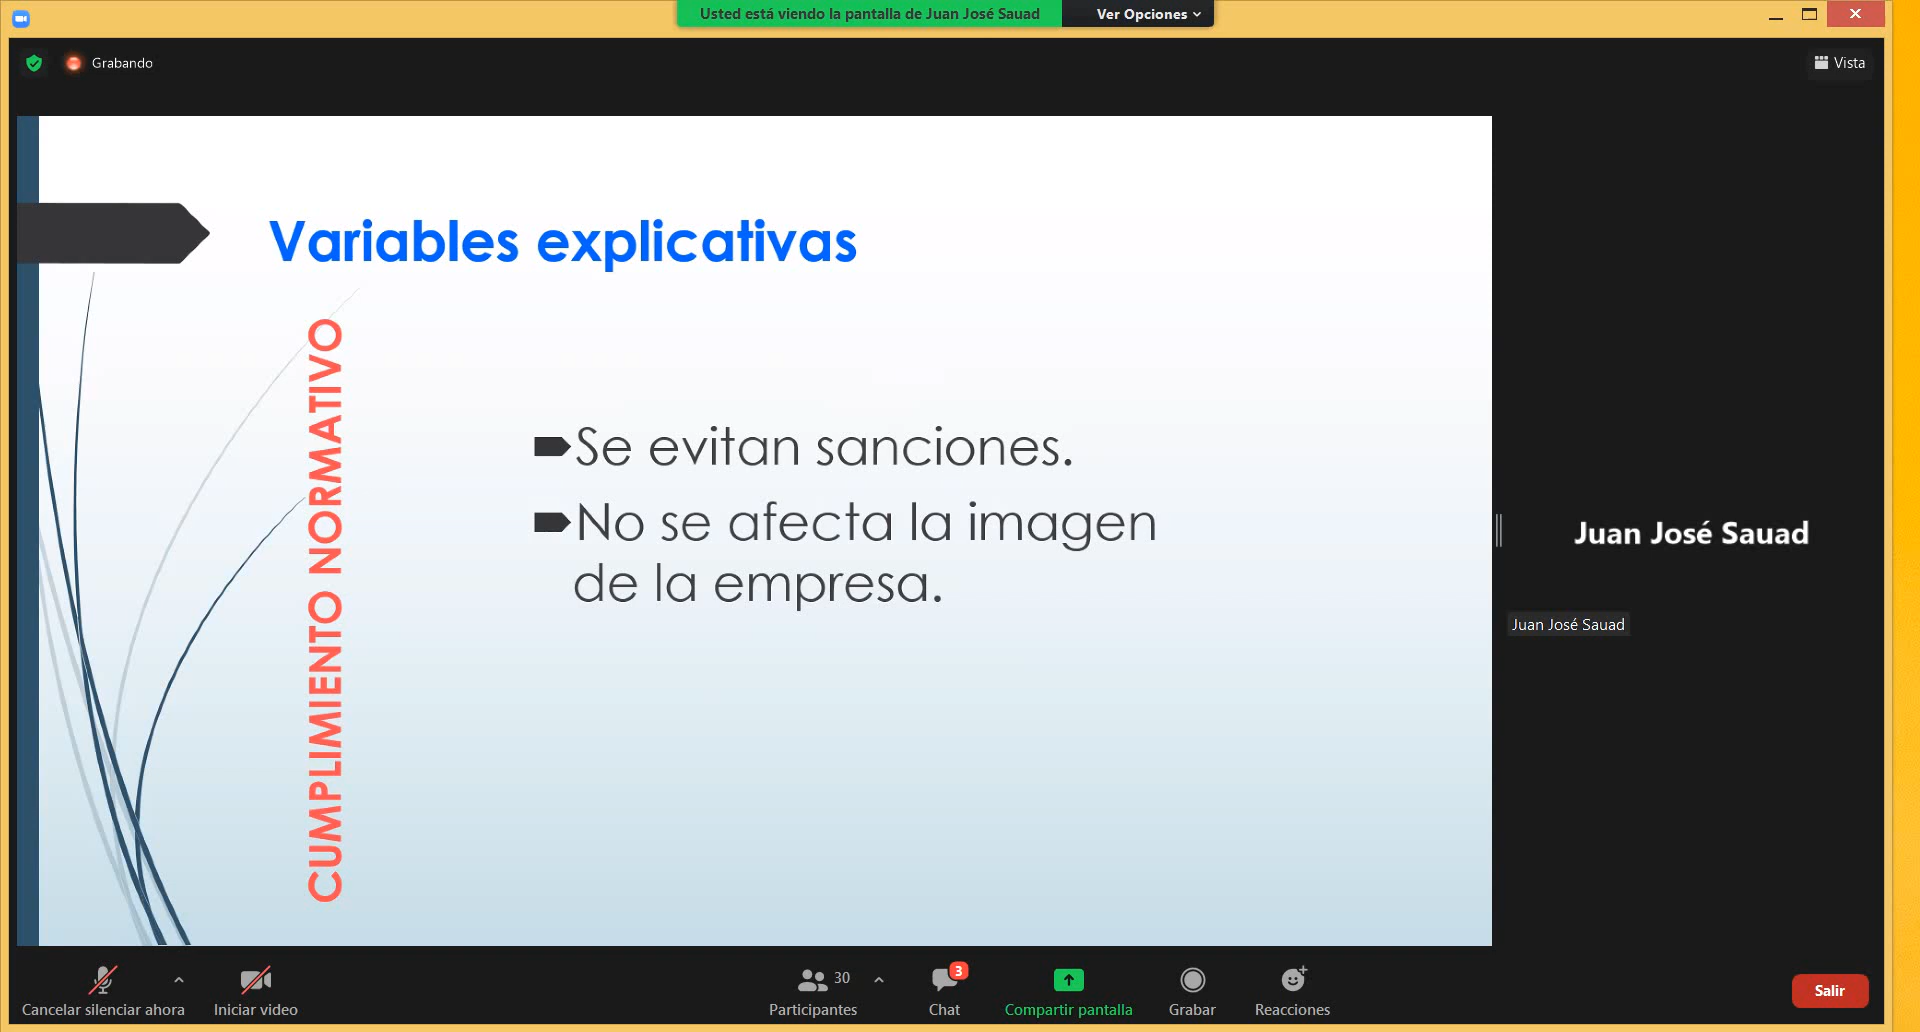 Usted está viendo la pantalla de Juan José Sauad
Ver Opciones
Grabando
Vista
Variables explicativas
CUMPLIMIENTO NORMATIVO
Se evitan sanciones.
No se afecta la imagen
de la empresa.
Juan José Sauad
Juan José Sauad
Cancelar silenciar ahora
Iniciar video
30
Participantes
3
Chat
Compartir pantalla
Grabar
Reacciones
Salir